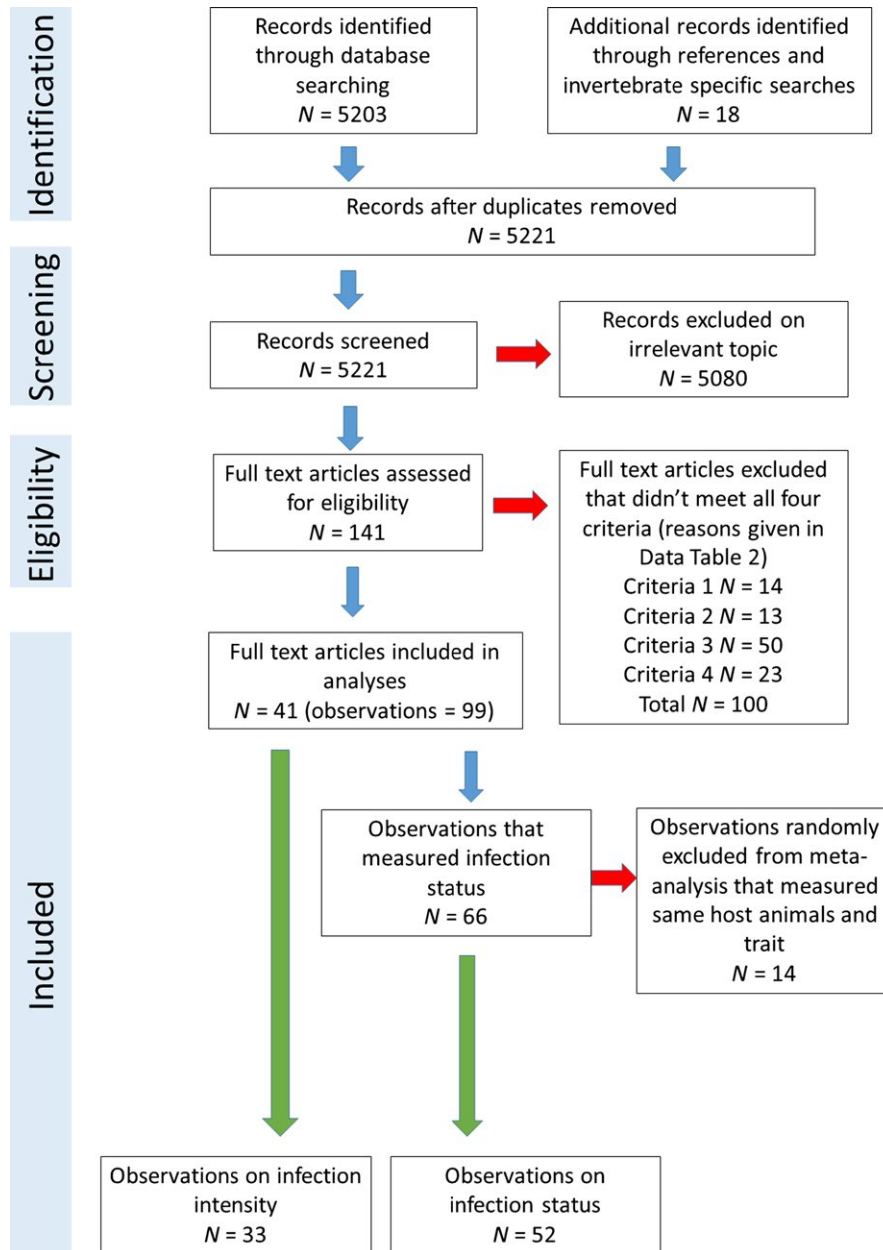 Identification
Records identified
through database
searching
N = 5203
Additional records identified
through references and
invertebrate specific searches
N = 18
Records after duplicates removed
N = 5221
Screening
Records screened
N = 5221
Records excluded on
irrelevant topic
N = 5080
Eligibility
Full text articles assessed
for eligibility
N = 141
Full text articles excluded
that didn’t meet all four
criteria (reasons given in
Data Table 2)
Criteria 1 N = 14
Criteria 2 N = 13
Criteria 3 N = 50
Criteria 4 N = 23
Total N = 100
Included
Full text articles included in
analyses
N = 41 (observations = 99)
Observations that
measured infection
status
N = 66
Observations randomly
excluded from meta-
analysis that measured
same host animals and
trait
N = 14
Observations on infection
intensity
N = 33
Observations on
infection status
N = 52